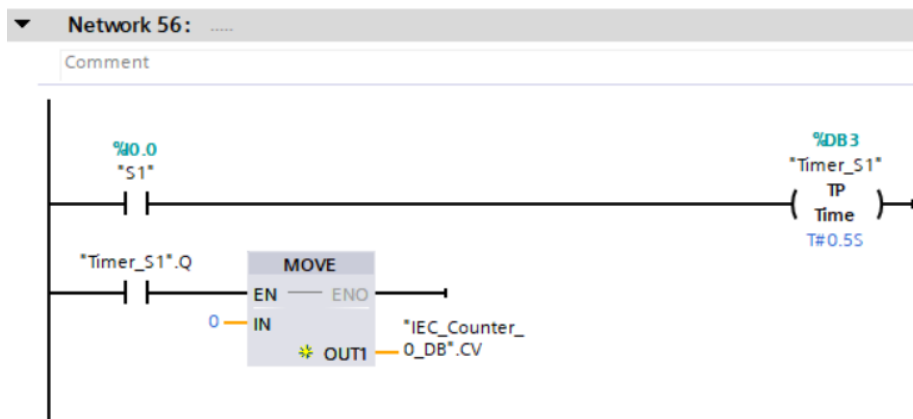 Network 56: .....
Comment
%I0.0
"S1"
%DB3
"Timer_S1"
TP
Time
T#0.5S
"Timer_S1".Q
MOVE
EN
ENO
0
IN
OUT1
"IEC_Counter_
0_DB".CV